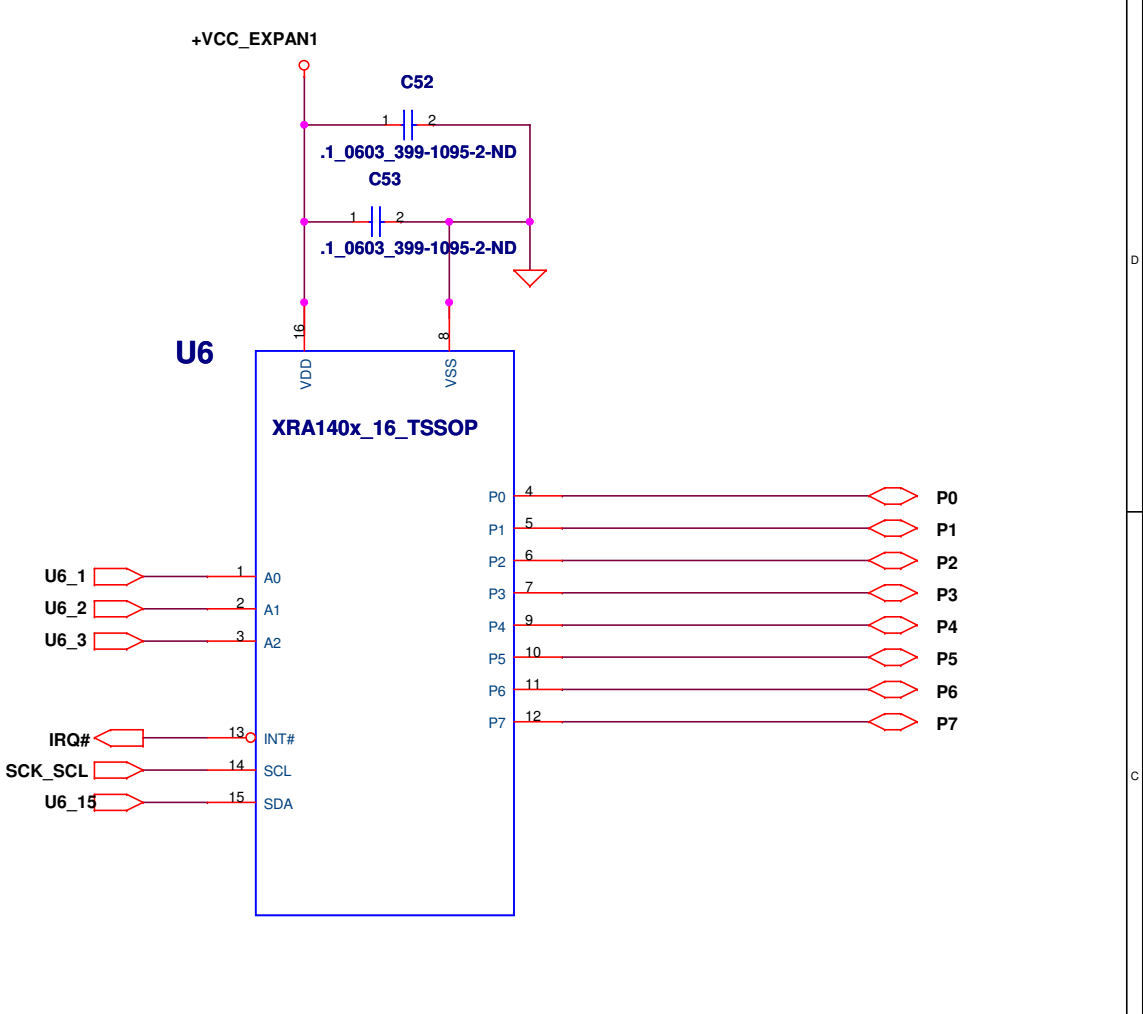 +VCC_EXPAN1
C52
1 2
.1_0603_399-1095-2-ND
C53
1 2
.1_0603_399-1095-2-ND
D
16 8
U6
VDD VSS
XRA140x_16_TSSOP
P0 4 P0
P1 5 P1
P2 6 P2
U6_1 1 A0
P3 7 P3
U6_2 2 A1
P4 9 P4
U6_3 3 A2
P5 10 P5
P6 11 P6
P7 12 P7
IRQ# 13 INT#
SCK_SCL 14 SCL
C
U6_15 15 SDA